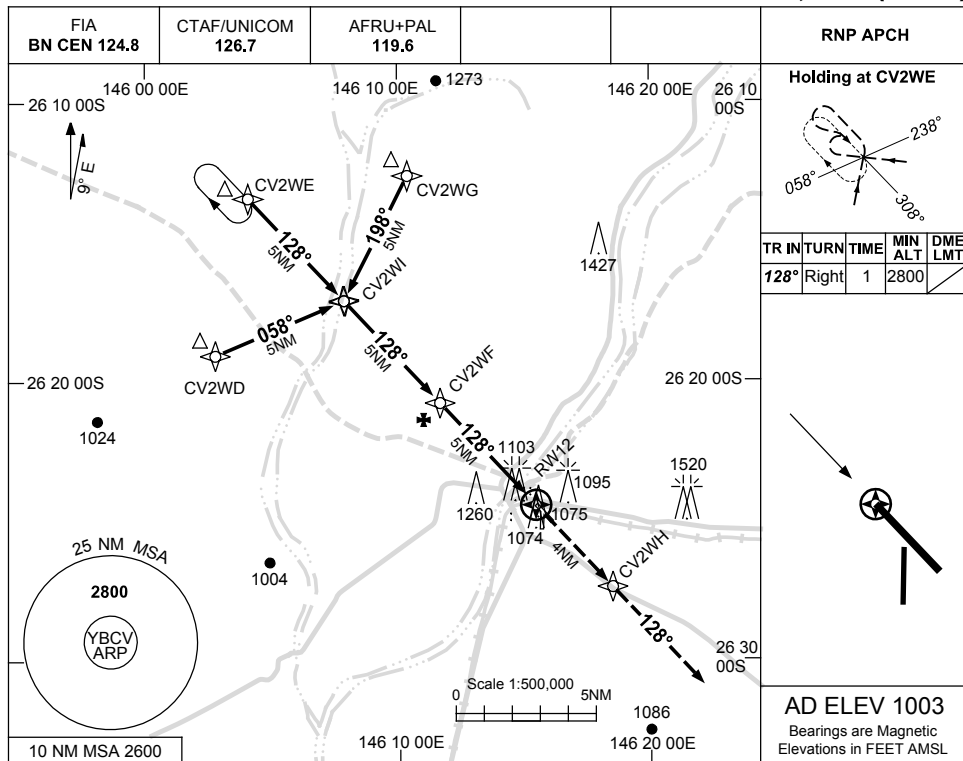 FIA
BN CEN 124.8
CTAF/UNICOM
126.7
AFRU+PAL
119.6
RNP APCH
146 00 00E
146 10 00E
1273
146 20 00E
26 10
00S
26 10 00S
9° E
CV2WE
CV2WG
128°
5NM
198°
5NM
CV2WI
1427
058°
5NM
CV2WD
128°
5NM
CV2WF
26 20 00S
26 20 00S
1024
128°
5NM
1103
RW12
1095
1520
1260
1075
1074
4NM
CV2WH
1004
128°
25 NM MSA
2800
YBCV
ARP
26 30
00S
Scale 1:500,000
0
5NM
1086
146 10 00E
146 20 00E
10 NM MSA 2600
Holding at CV2WE
238°
058°
308°
TR IN
TURN
TIME
MIN
ALT
DME
LMT
128°
Right
1
2800
AD ELEV 1003
Bearings are Magnetic
Elevations in FEET AMSL